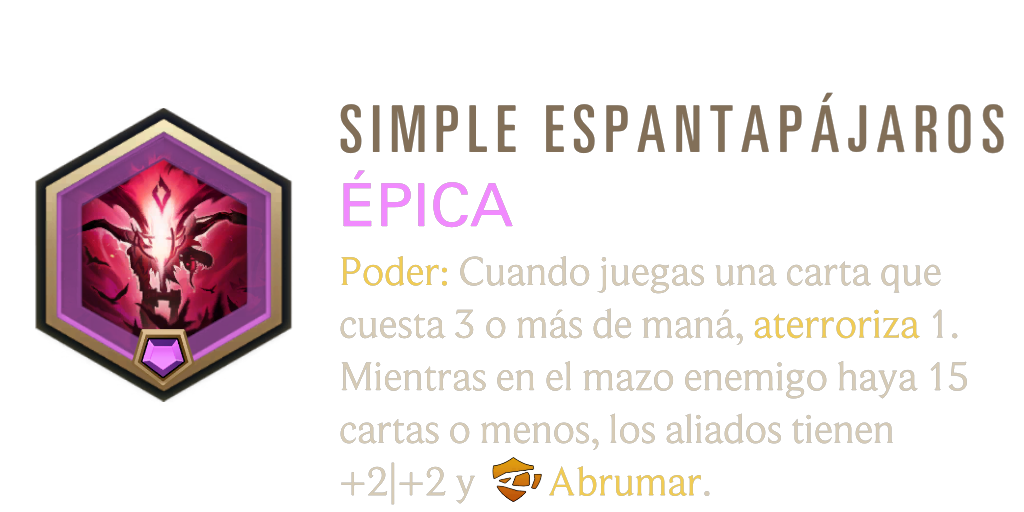 SIMPLE ESPANTAPÁJAROS
ÉPICA
Poder: Cuando juegas una carta que
cuesta 3 o más de maná, aterroriza 1.
Mientras en el mazo enemigo haya 15
cartas o menos, los aliados tienen
+2|+2 y Abrumar.